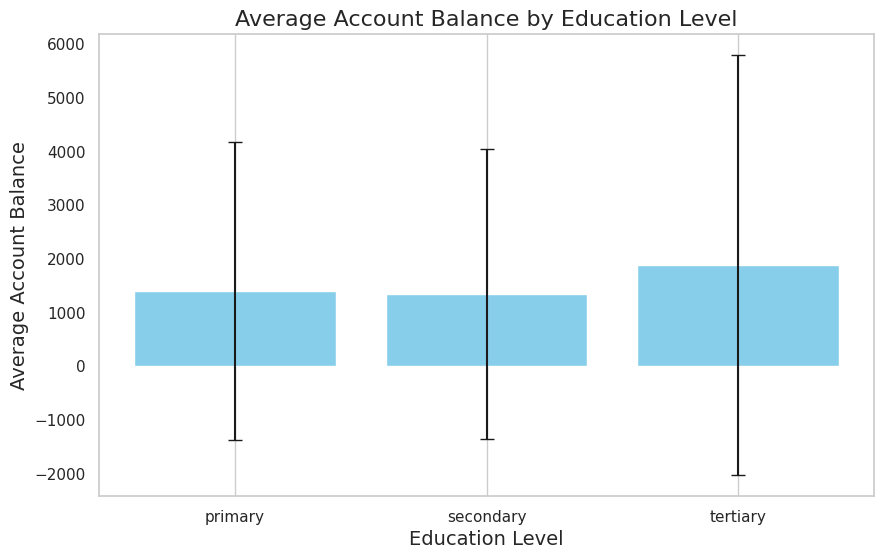 Average Account Balance by Education Level
Average Account Balance
6000
5000
4000
3000
2000
1000
0
−1000
−2000
primary
secondary
tertiary
Education Level